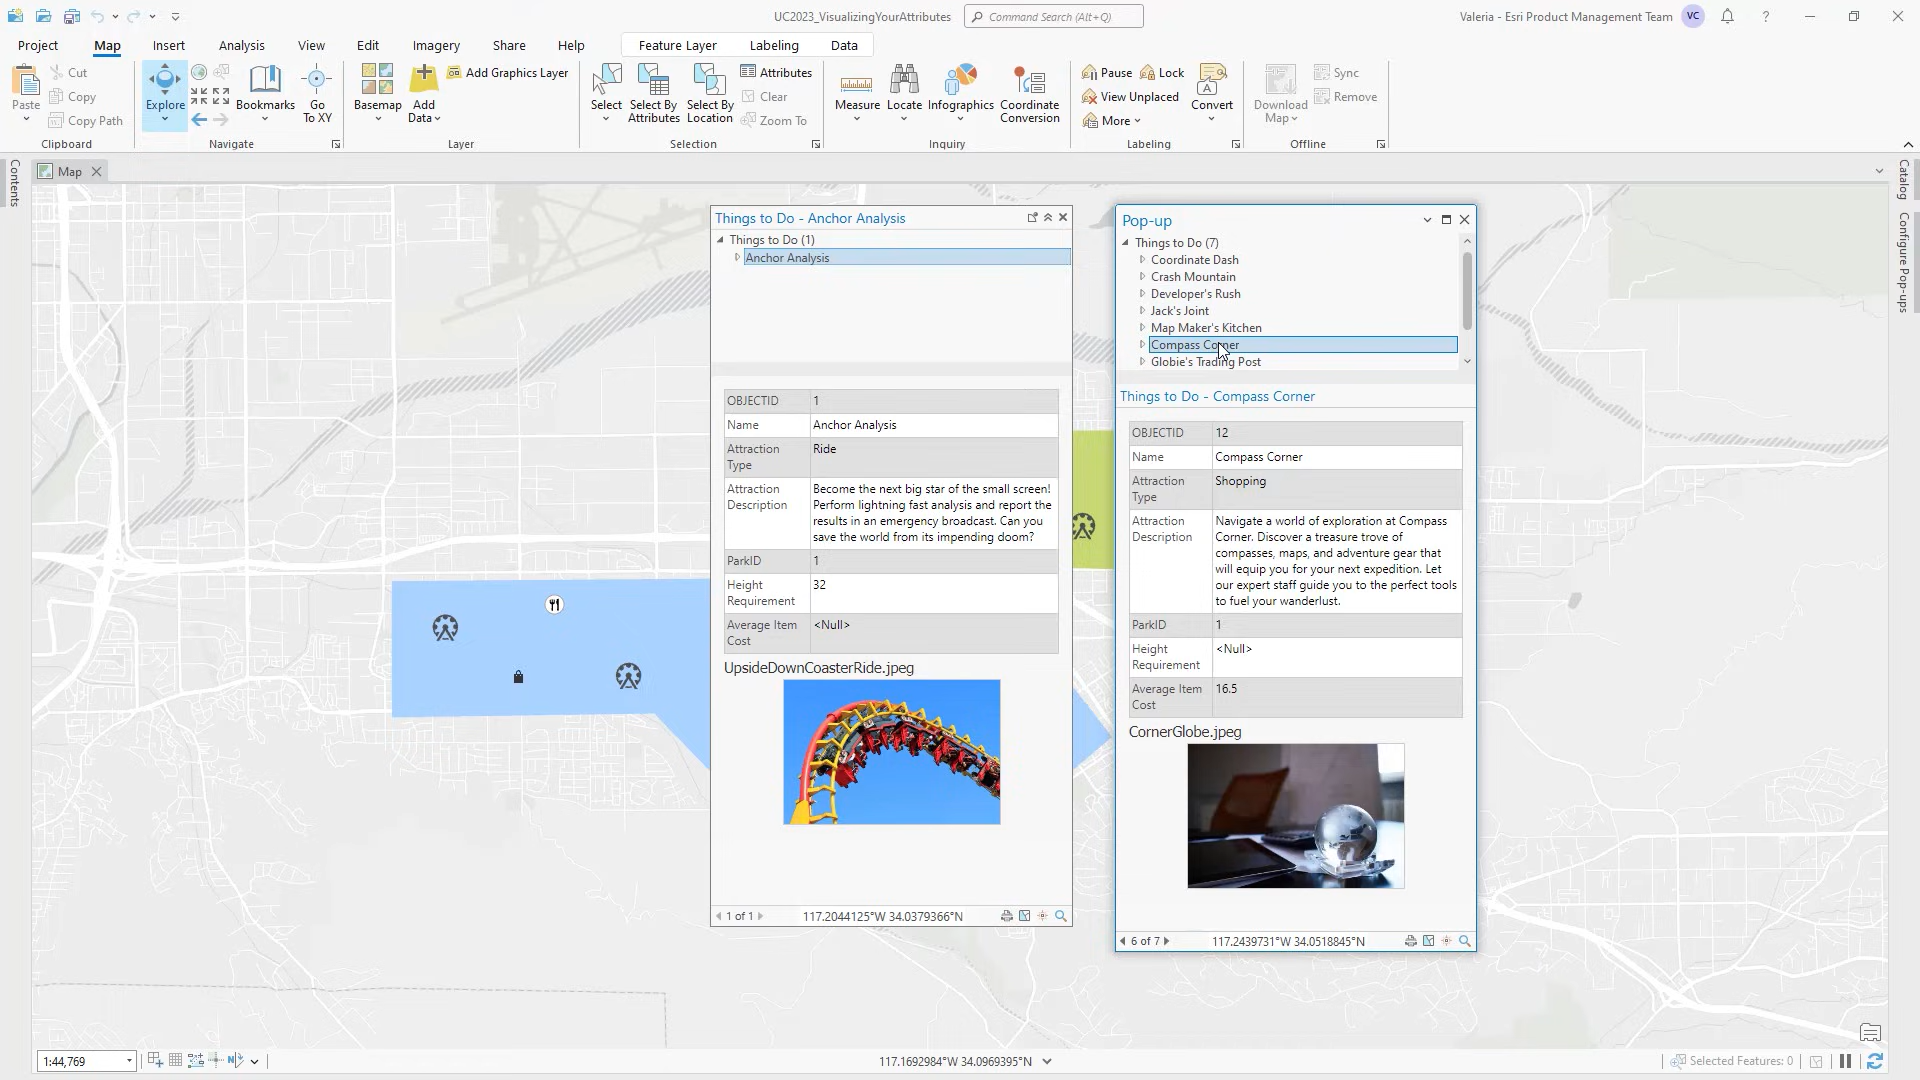 UC2023_VisualizingYourAttributes
Command Search (Alt+Q)
Valeria - Esri Product Management Team
VC
?
Project
Map
Insert
Analysis
View
Edit
Imagery
Share
Help
Feature Layer
Labeling
Data
Paste
Cut
Copy
Copy Path
Clipboard
Explore
Bookmarks
Go To XY
Navigate
Basemap
Add Data
Add Graphics Layer
Layer
Select
Select By Attributes
Select By Location
Attributes
Clear
Zoom To
Selection
Measure
Locate
Infographics
Coordinate Conversion
Inquiry
Pause
Lock
View Unplaced
More
Convert
Labeling
Download Map
Sync
Remove
Offline
Contents
Map
Catalog
Configure Pop-ups
Things to Do - Anchor Analysis
Things to Do (1)
Anchor Analysis
OBJECTID 1
Name Anchor Analysis
Attraction Type Ride
Attraction Description Become the next big star of the small screen!
Perform lightning fast analysis and report the
results in an emergency broadcast. Can you
save the world from its impending doom?
ParkID 1
Height Requirement 32
Average Item Cost <Null>
UpsideDownCoasterRide.jpeg
1 of 1
117.2044125°W 34.0379366°N
Pop-up
Things to Do (7)
Coordinate Dash
Crash Mountain
Developer's Rush
Jack's Joint
Map Maker's Kitchen
Compass Corner
Globie's Trading Post
Things to Do - Compass Corner
OBJECTID 12
Name Compass Corner
Attraction Type Shopping
Attraction Description Navigate a world of exploration at Compass
Corner. Discover a treasure trove of
compasses, maps, and adventure gear that
will equip you for your next expedition. Let
our expert staff guide you to the perfect tools
to fuel your wanderlust.
ParkID 1
Height Requirement <Null>
Average Item Cost 16.5
CornerGlobe.jpeg
6 of 7
117.2439731°W 34.0518845°N
1:44,769
117.1692984°W 34.0969395°N
Selected Features: 0